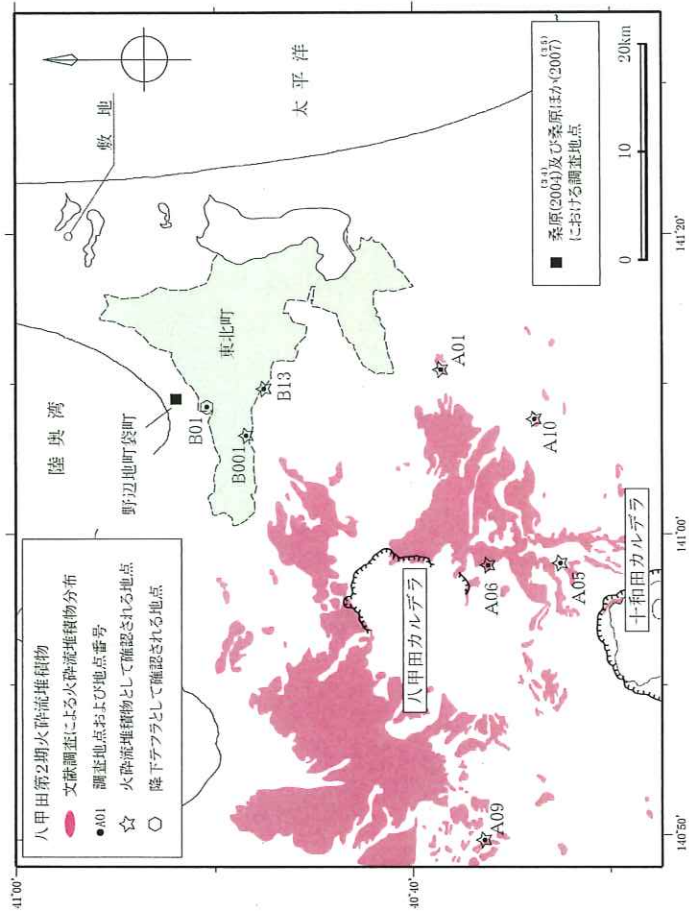 八甲田第2期火砕流堆積物
文献調査による火砕流堆積物分布
A01 調査地点および地点番号
火砕流堆積物として確認される地点
降下テフラとして確認される地点
陸奥湾
野辺地町袋町
敷地
太平洋
東北町
B01
B001
B13
八甲田カルデラ
A01
A10
A06
A05
A09
十和田カルデラ
桑原(2004)(34)及び桑原ほか(2007)(35)
における調査地点
0 10 20km
41°00′
40°40′
140°50′
141°00′
141°20′